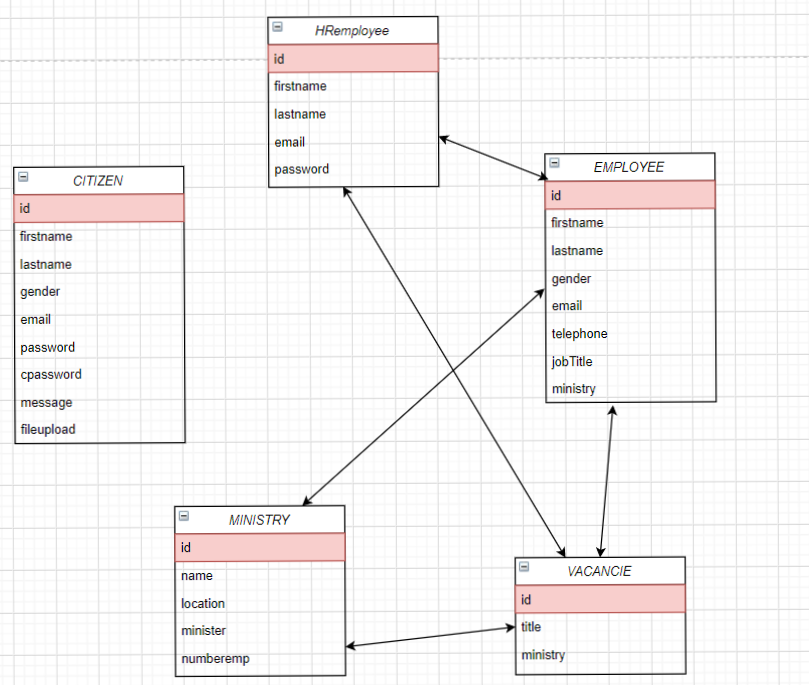 HRemployee
id
firstname
lastname
email
password
CITIZEN
id
firstname
lastname
gender
email
password
cpassword
message
fileupload
EMPLOYEE
id
firstname
lastname
gender
email
telephone
jobTitle
ministry
MINISTRY
id
name
location
minister
numberemp
VACANCIE
id
title
ministry